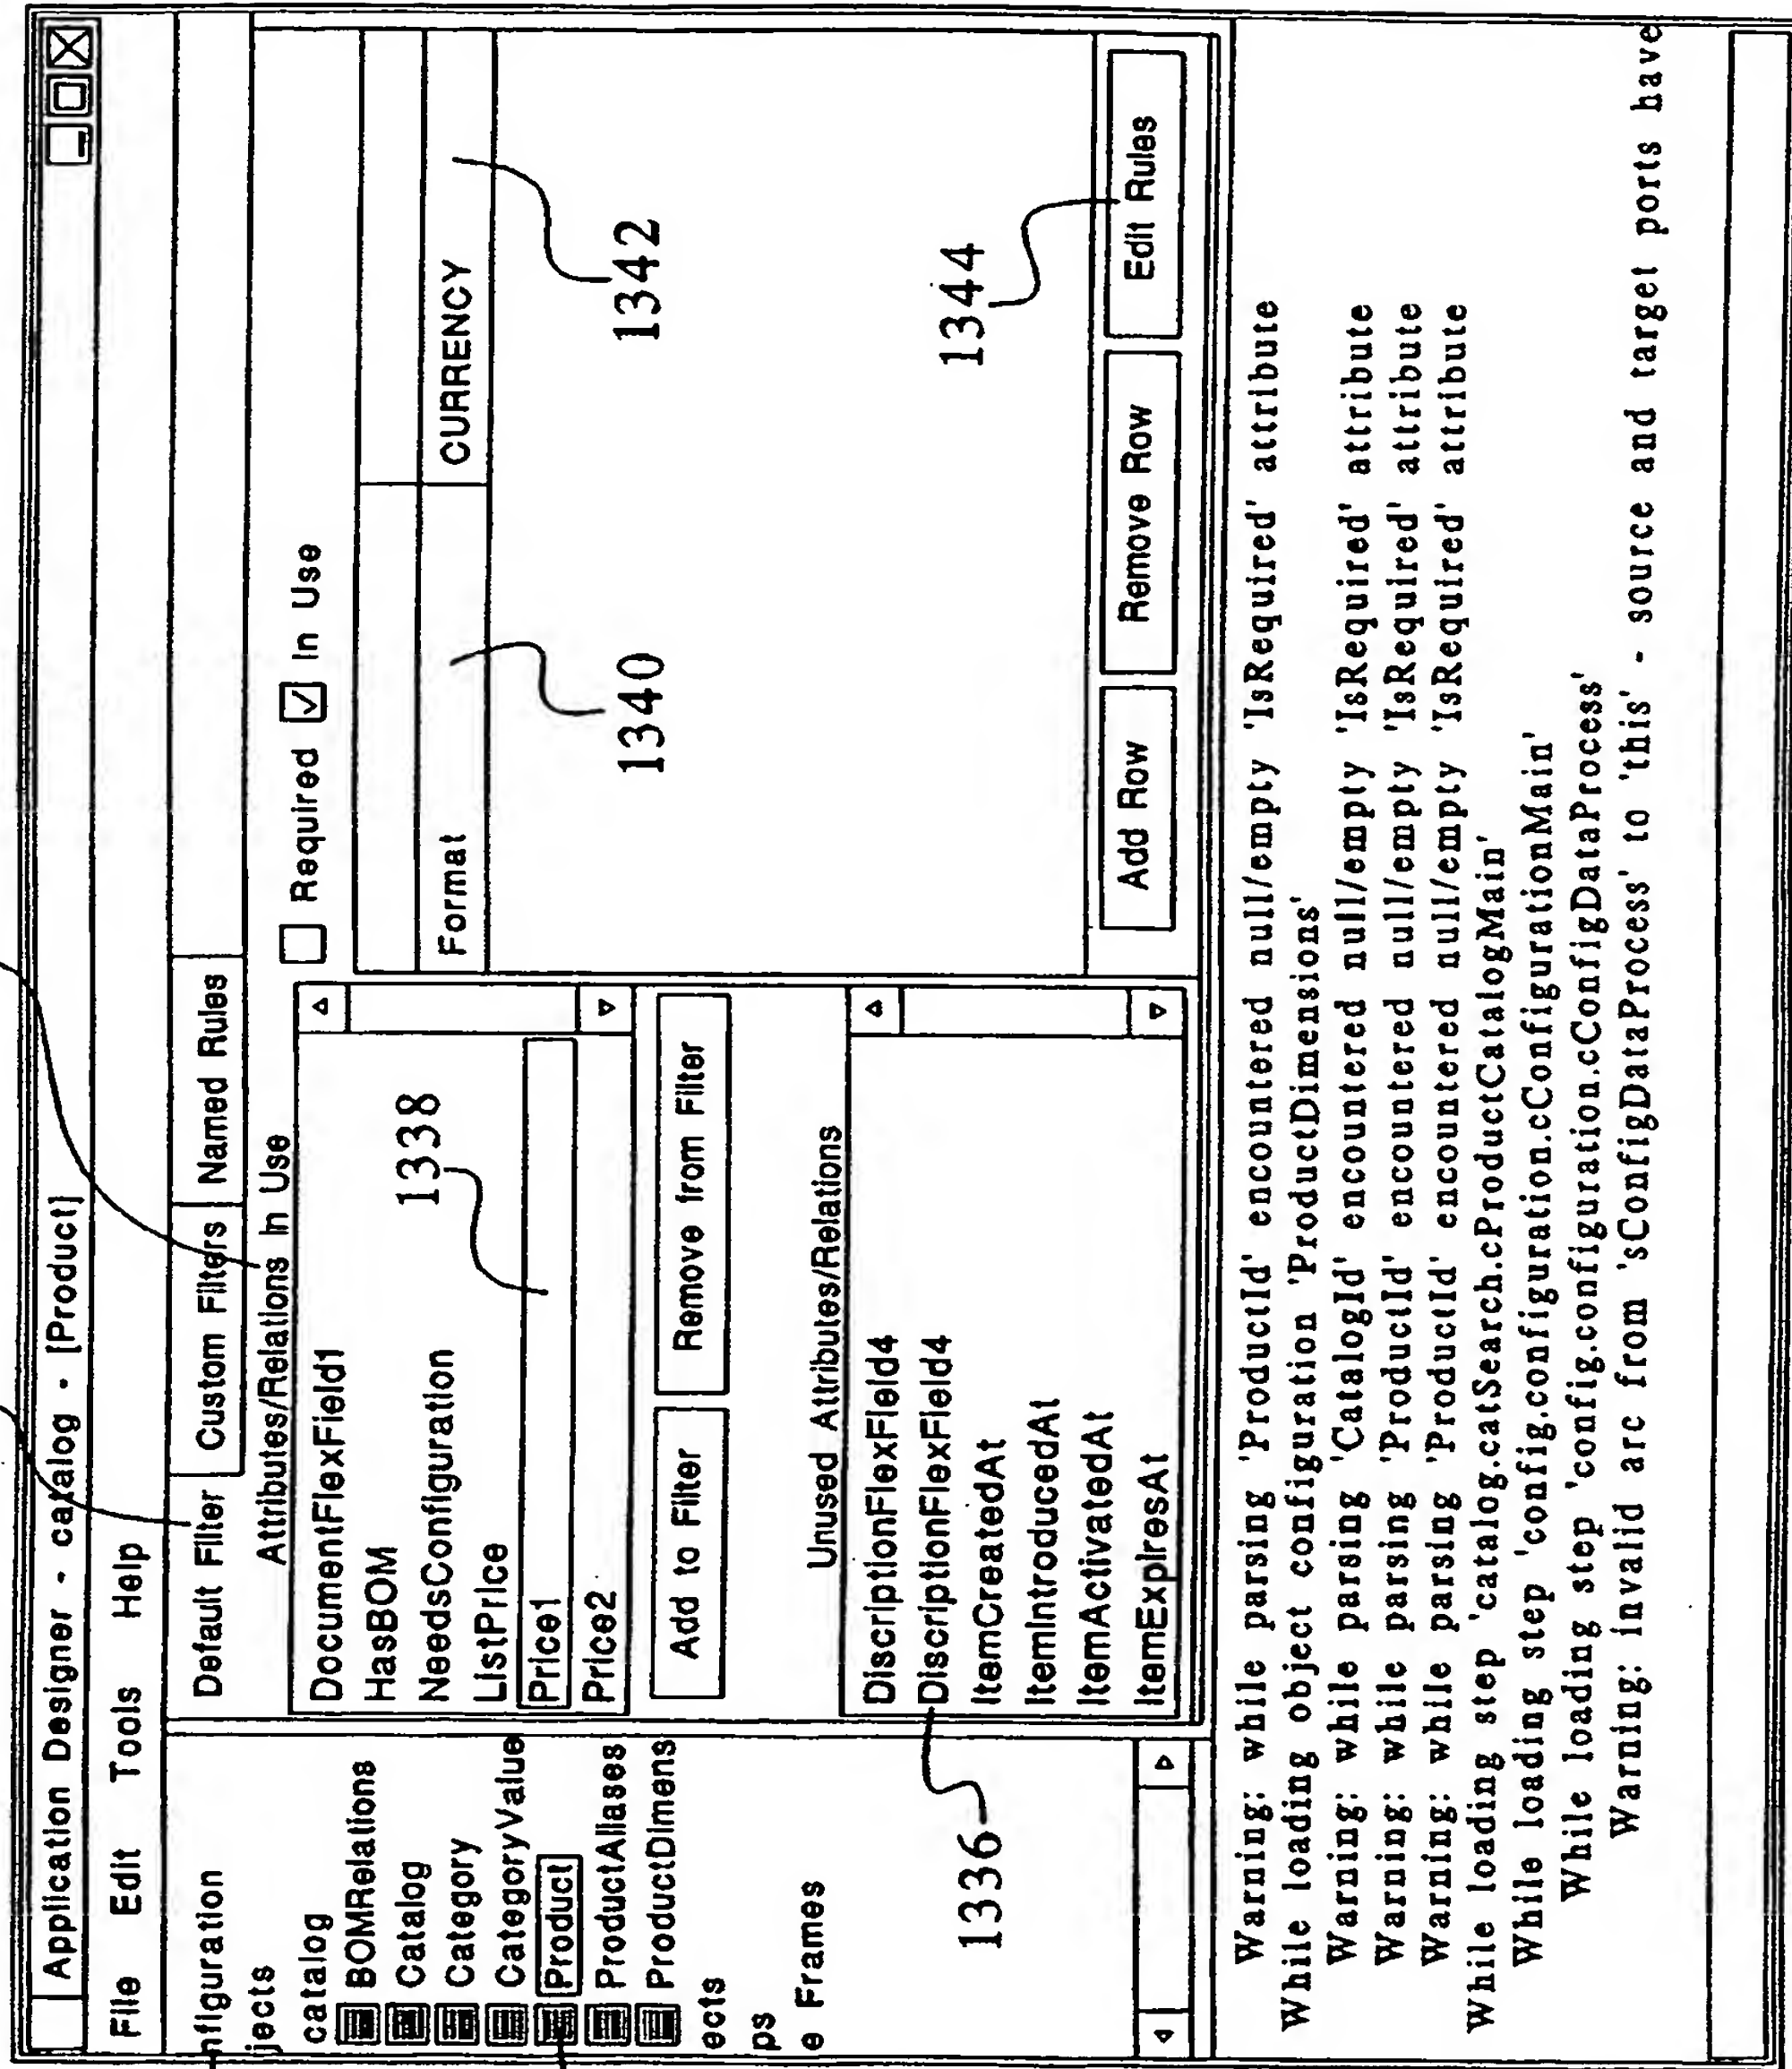 Application Designer - catalog - [Product]
File Edit Tools Help
nfiguration
jects
catalog
BOMRelations
Catalog
Category
CategoryValue
Product
ProductAliases
ProductDimens
ects
ps
e Frames
Default Filter Custom Filters Named Rules
Attributes/Relations In Use
DocumentFlexField1
HasBOM
NeedsConfiguration
ListPrice
Price1
Price2
1338
Add to Filter Remove from Filter
Unused Attributes/Relations
DiscriptionFlexField4
DiscriptionFlexField4
ItemCreatedAt
ItemIntroducedAt
ItemActivatedAt
ItemExpiresAt
1336
Required In Use
Format CURRENCY
1340
1342
1344
Add Row Remove Row Edit Rules
Warning: while parsing 'ProductId' encountered null/empty 'IsRequired' attribute
While loading object configuration 'ProductDimensions'
Warning: while parsing 'CatalogId' encountered null/empty 'IsRequired' attribute
Warning: while parsing 'ProductId' encountered null/empty 'IsRequired' attribute
Warning: while parsing 'ProductId' encountered null/empty 'IsRequired' attribute
While loading step 'catalog.catSearch.cProductCatalogMain'
While loading step 'config.configuration.cConfigurationMain'
While loading step 'config.configuration.cConfigDataProcess'
Warning: invalid arc from 'sConfigDataProcess' to 'this' - source and target ports have